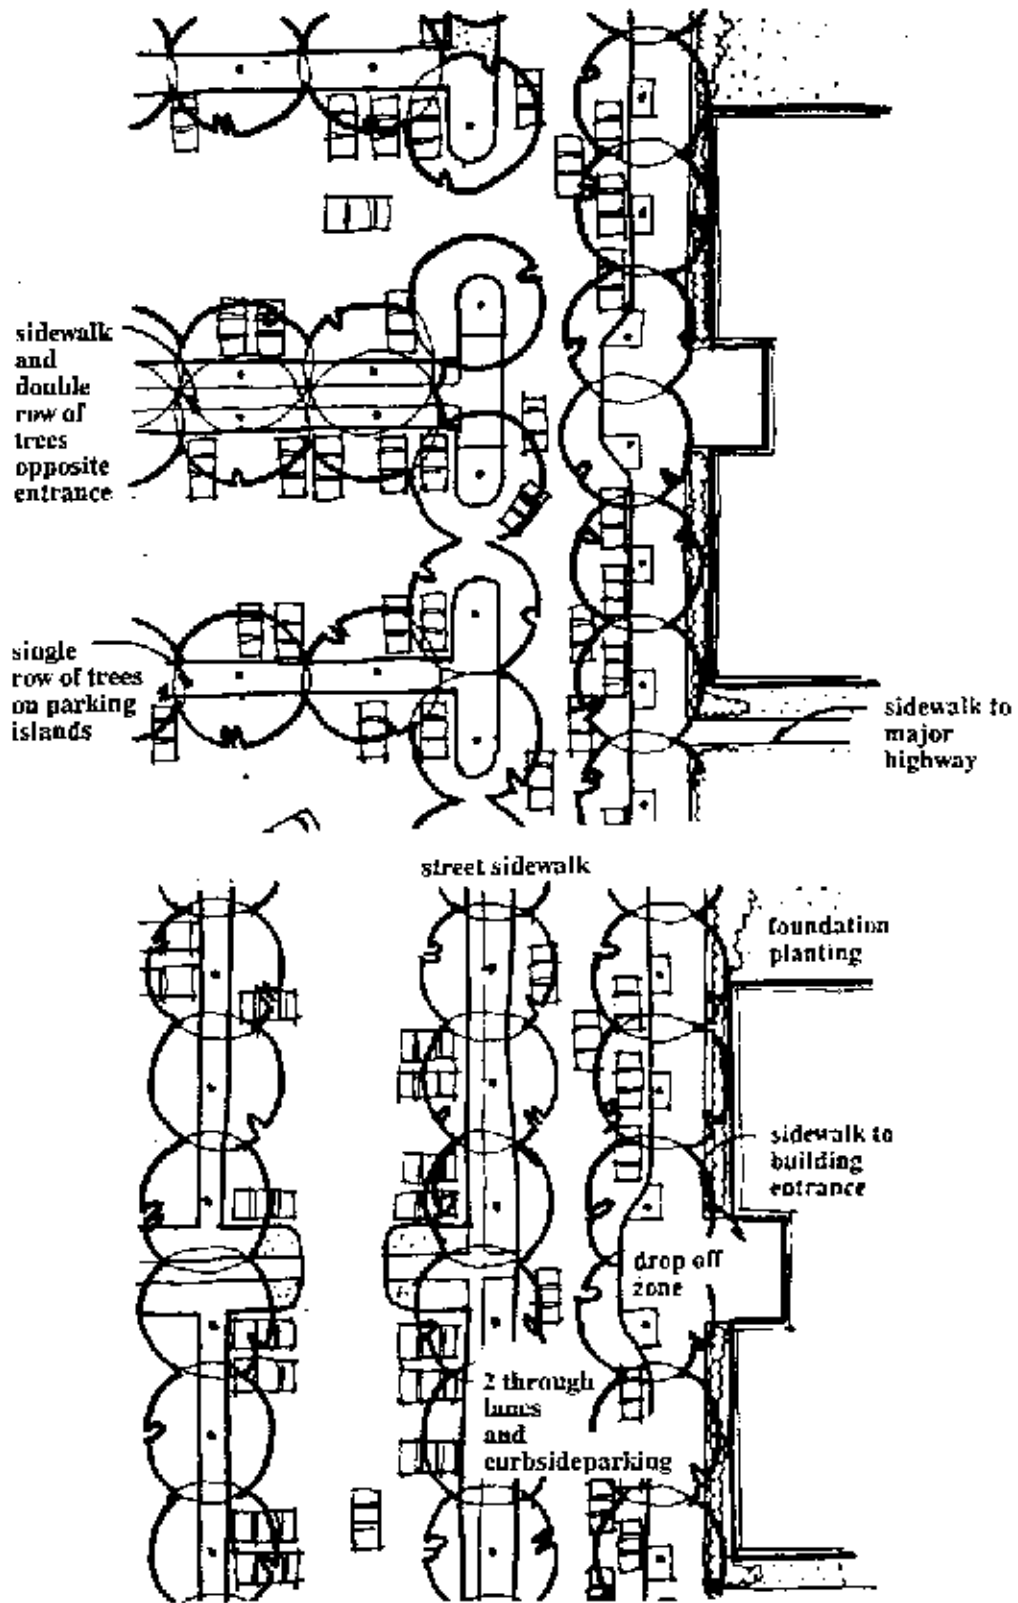 sidewalk
and
double
row of
trees
opposite
entrance
single
row of trees
on parking
islands
sidewalk to
major
highway
street sidewalk
foundation
planting
sidewalk to
building
entrance
drop off
zone
2 through
lanes
and
curbsideparking